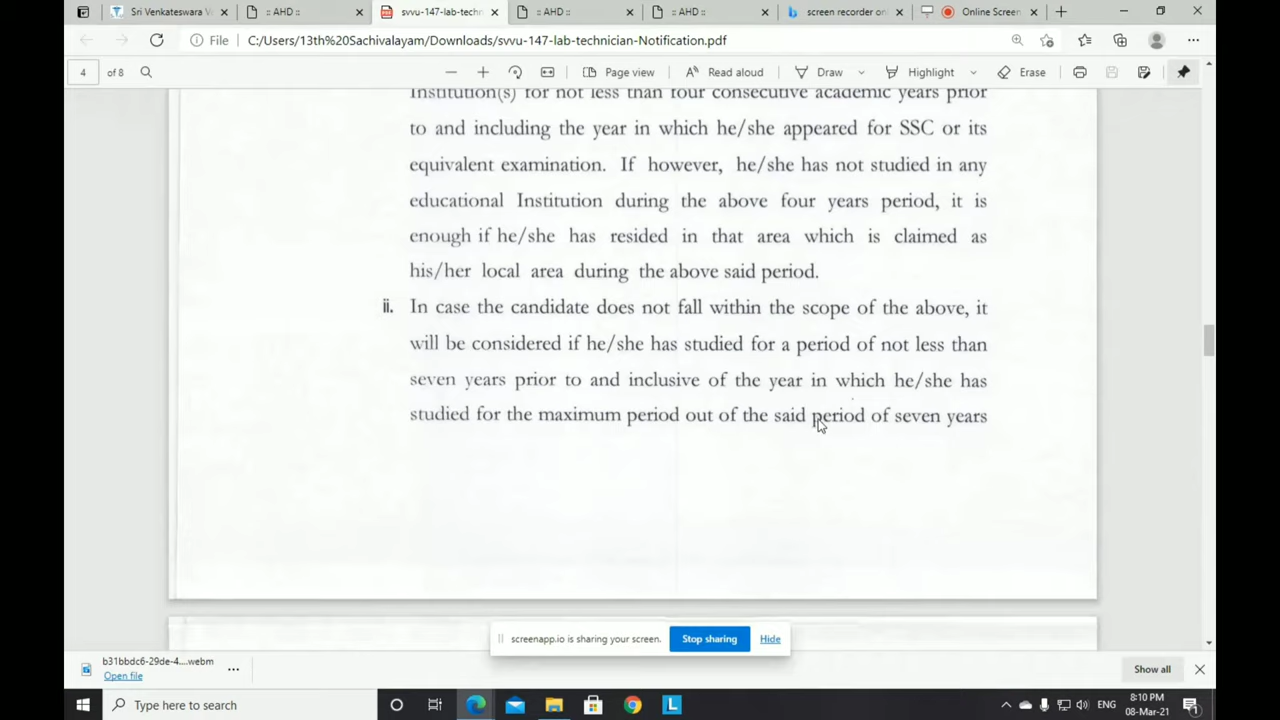 Sri Venkateswara V
:: AHD ::
svvu-147-lab-techn
:: AHD ::
:: AHD ::
screen recorder onl
Online Screen
File
C:/Users/13th%20Sachivalayam/Downloads/svvu-147-lab-technician-Notification.pdf
4 of 8
Page view
Read aloud
Draw
Highlight
Erase
Institution(s) for not less than four consecutive academic years prior
to and including the year in which he/she appeared for SSC or its
equivalent examination. If however, he/she has not studied in any
educational Institution during the above four years period, it is
enough if he/she has resided in that area which is claimed as
his/her local area during the above said period.
ii. In case the candidate does not fall within the scope of the above, it
will be considered if he/she has studied for a period of not less than
seven years prior to and inclusive of the year in which he/she has
studied for the maximum period out of the said period of seven years
screenapp.io is sharing your screen.
Stop sharing
Hide
b31bbdc6-29de-4....webm
Open file
Show all
Type here to search
ENG
8:10 PM
08-Mar-21